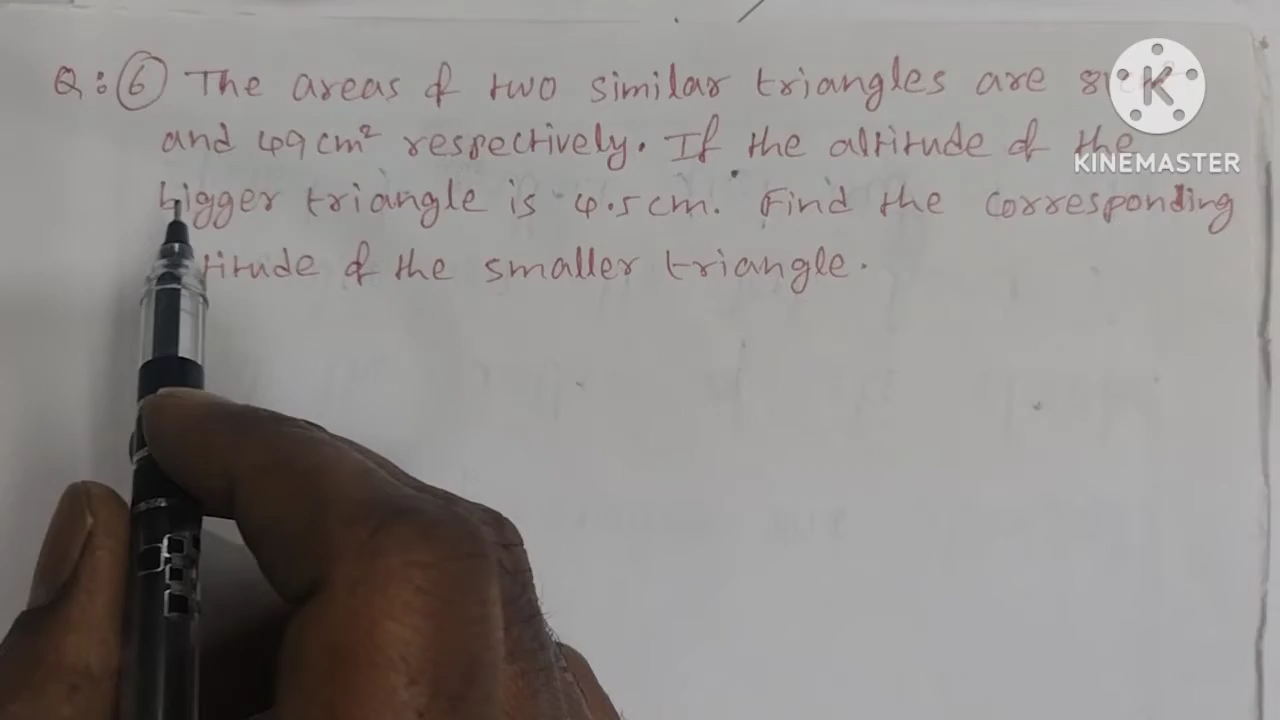 Q: ⑥ The areas of two similar triangles are
and 49 cm² respectively. If the altitude of the
bigger triangle is 4.5 cm. Find the corresponding
of the smaller triangle.
K
KINEMASTER